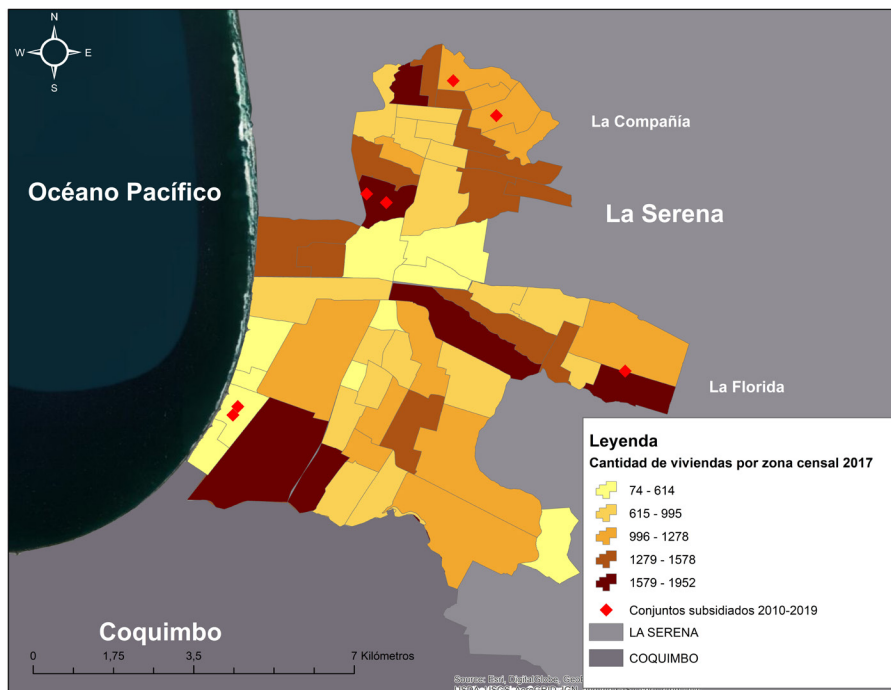 N
W E
S
La Compañía
Océano Pacífico
La Serena
La Florida
Leyenda
Cantidad de viviendas por zona censal 2017
74 - 614
615 - 995
996 - 1278
1279 - 1578
1579 - 1952
Conjuntos subsidiados 2010-2019
LA SERENA
COQUIMBO
Coquimbo
0 1,75 3,5 7 Kilómetros
Source: Esri, DigitalGlobe,